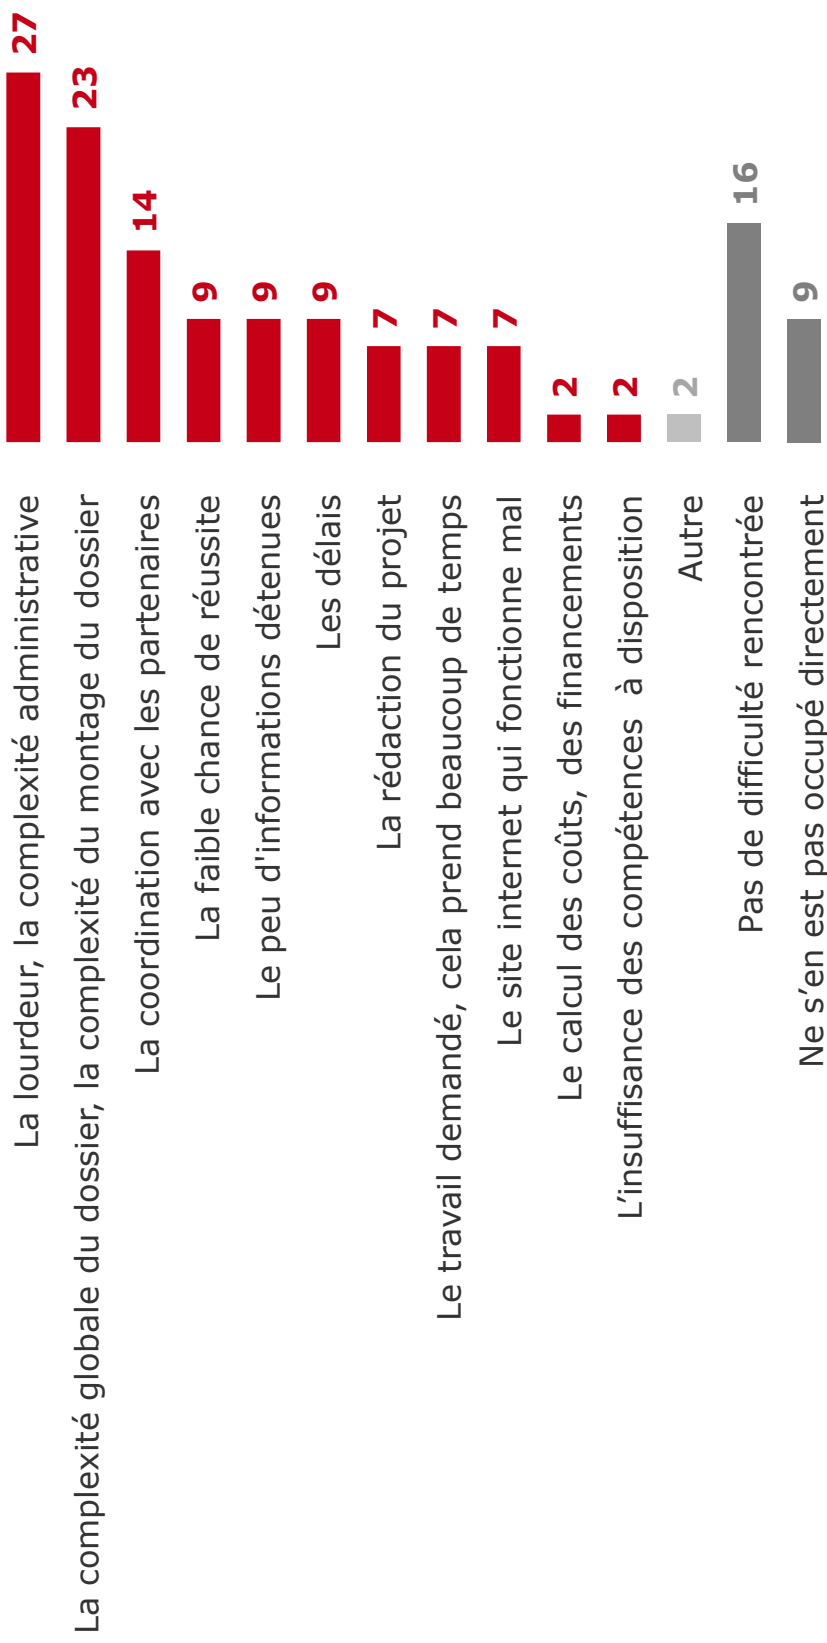 La lourdeur, la complexité administrative 27
La complexité globale du dossier, la complexité du montage du dossier 23
La coordination avec les partenaires 14
La faible chance de réussite 9
Le peu d'informations détenues 9
Les délais 9
La rédaction du projet 7
Le travail demandé, cela prend beaucoup de temps 7
Le site internet qui fonctionne mal 7
Le calcul des coûts, des financements 2
L’insuffisance des compétences à disposition 2
Autre 2
Pas de difficulté rencontrée 16
Ne s’en est pas occupé directement 9